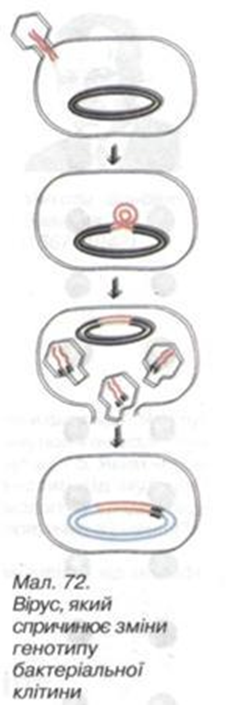 Мал. 72.
Вірус, який
спричинює зміни
генотипу
бактеріальної
клітини